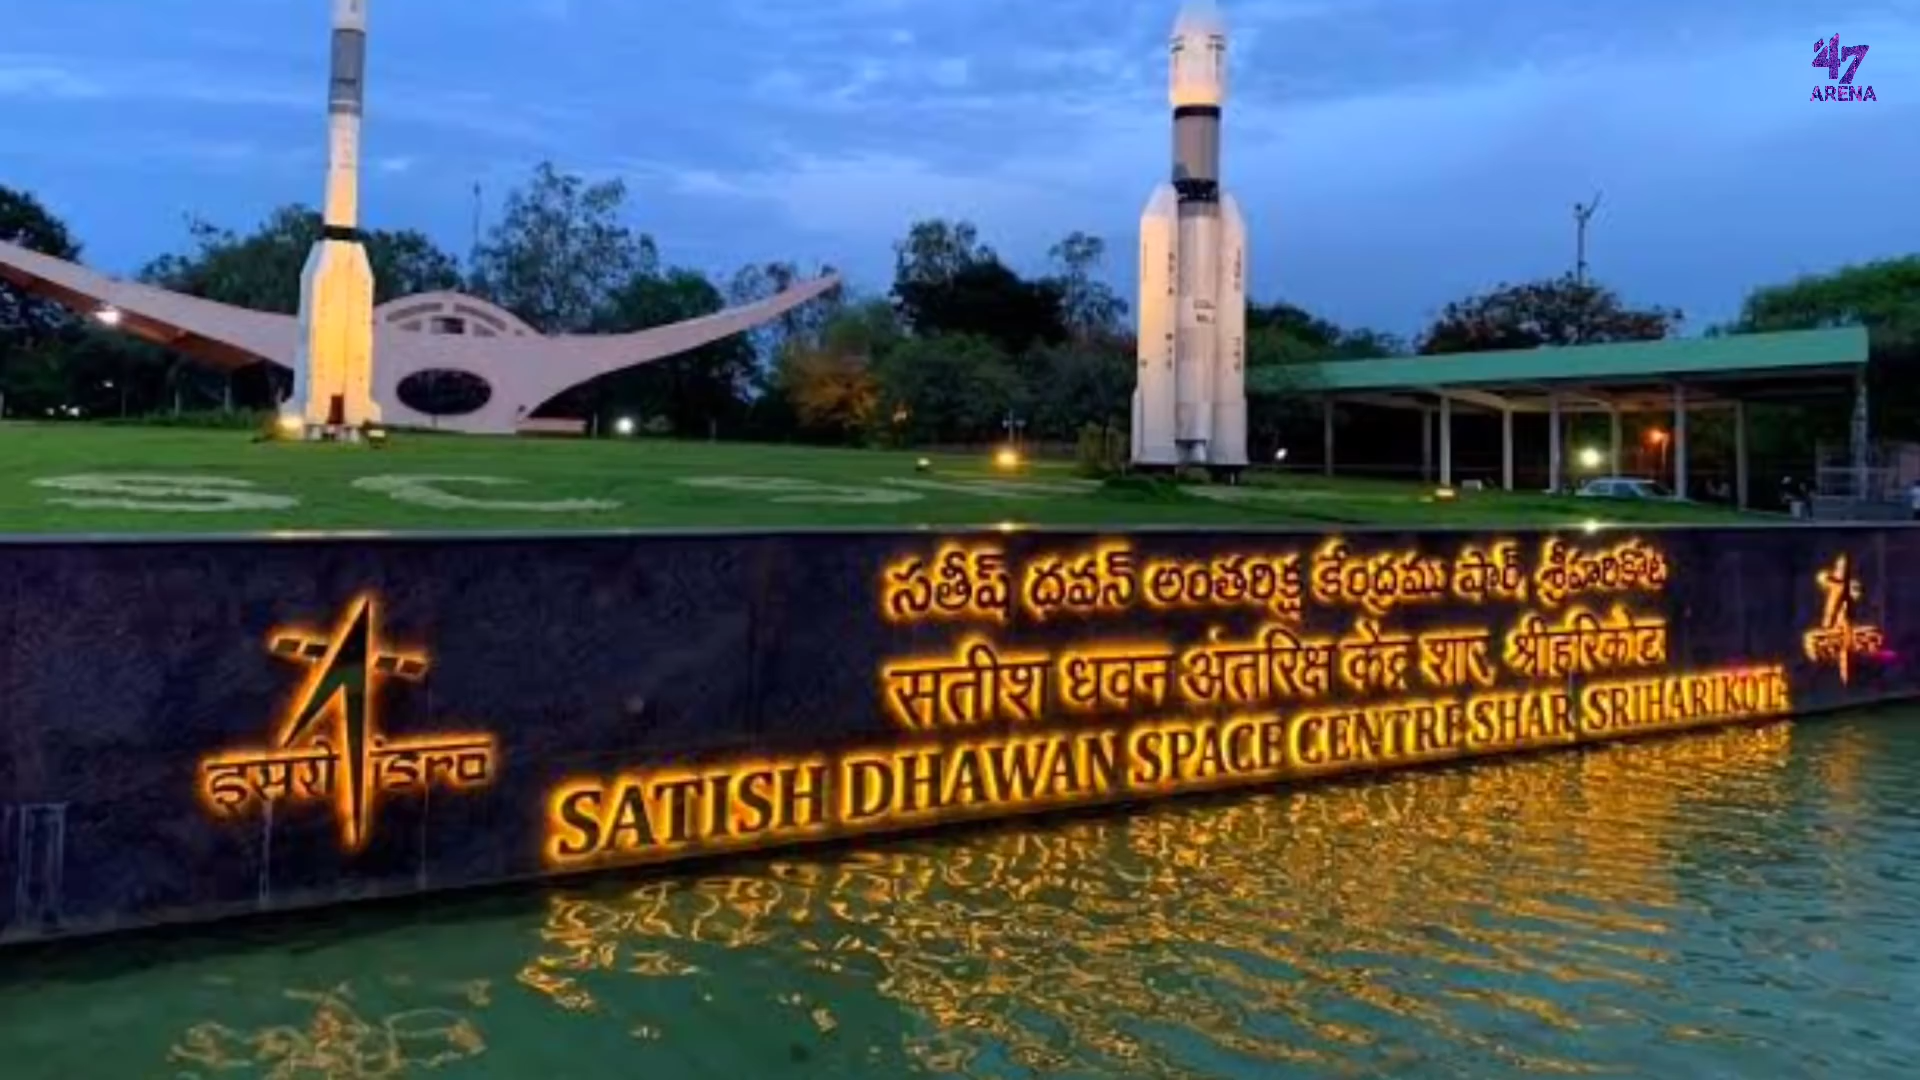 47
ARENA
సతీష్ ధవన్ అంతరిక్ష కేంద్రము షార్, శ్రీహరికోట
सतीश धवन अंतरिक्ष केंद्र शार, श्रीहरिकोटा
SATISH DHAWAN SPACE CENTRE SHAR, SRIHARIKOTA
इसरो isro